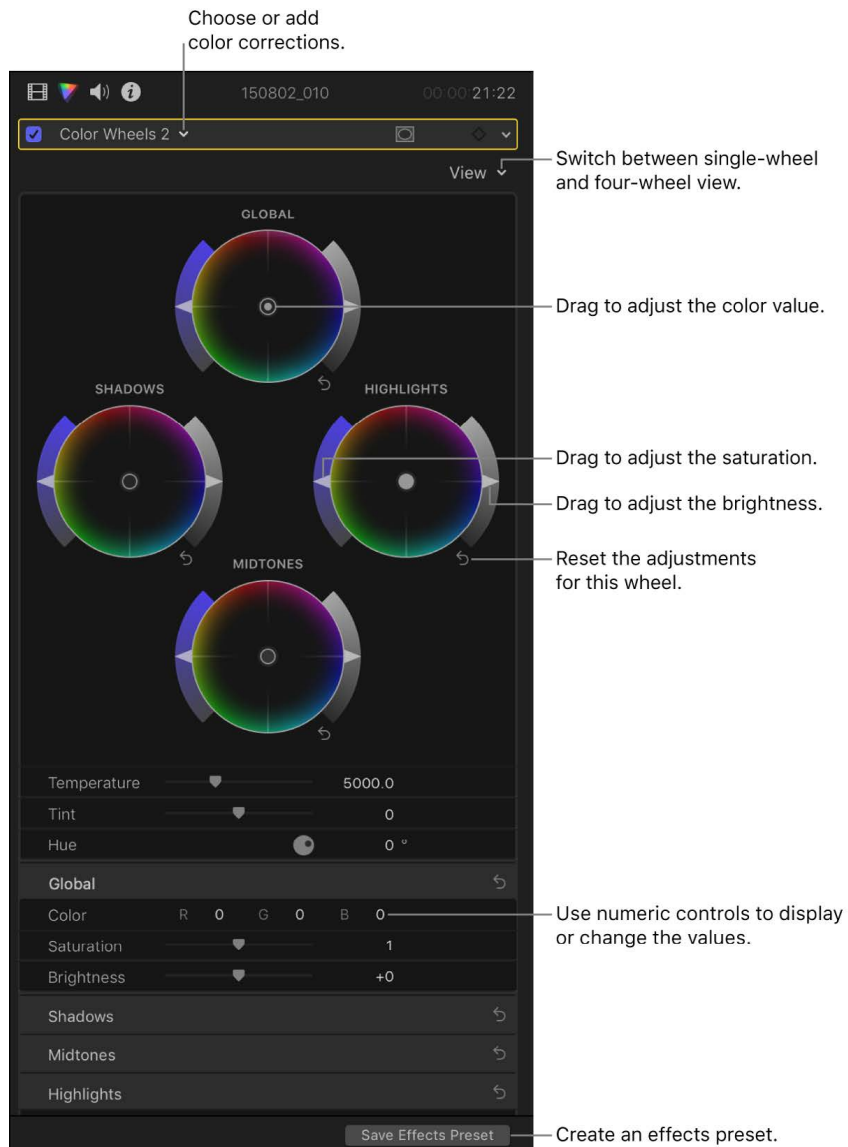 Choose or add
color corrections.
150802_010
00:00:21:22
Color Wheels 2
View
Switch between single-wheel
and four-wheel view.
GLOBAL
Drag to adjust the color value.
SHADOWS
HIGHLIGHTS
Drag to adjust the saturation.
Drag to adjust the brightness.
Reset the adjustments
for this wheel.
MIDTONES
Temperature 5000.0
Tint 0
Hue 0 °
Global
Color R 0 G 0 B 0
Use numeric controls to display
or change the values.
Saturation 1
Brightness +0
Shadows
Midtones
Highlights
Save Effects Preset
Create an effects preset.